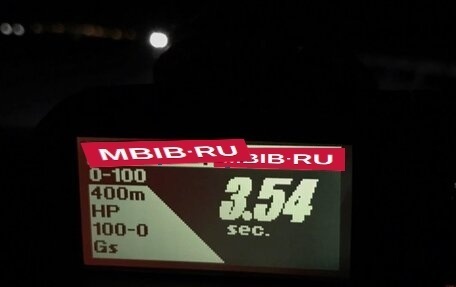 MBIB·RU MBIB·RU
0-100
400m
3.54
HP
100-0
sec.
Gs